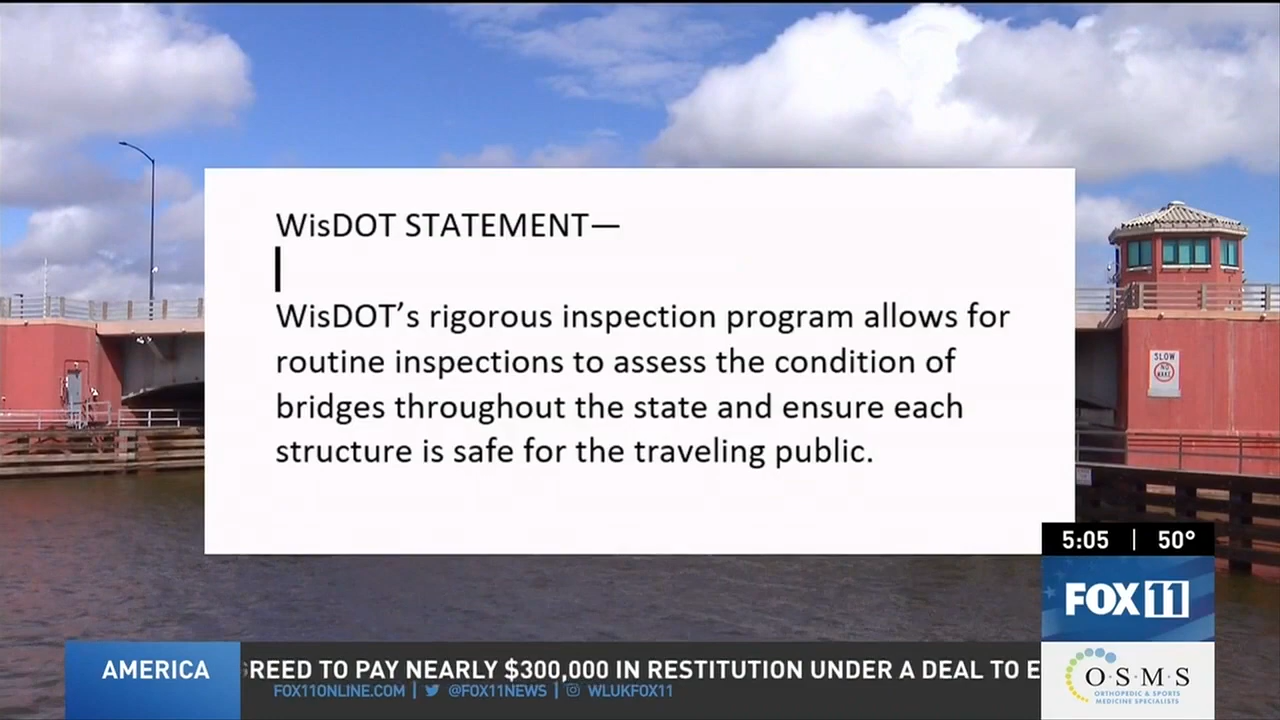 WisDOT STATEMENT—
WisDOT’s rigorous inspection program allows for
routine inspections to assess the condition of
bridges throughout the state and ensure each
structure is safe for the traveling public.
SLOW
NO
WAKE
5:05 | 50°
FOX 11
AMERICA
REED TO PAY NEARLY $300,000 IN RESTITUTION UNDER A DEAL TO E
FOX11ONLINE.COM | @FOX11NEWS | WLUKFOX11
O·S·M·S
ORTHOPEDIC & SPORTS
MEDICINE SPECIALISTS